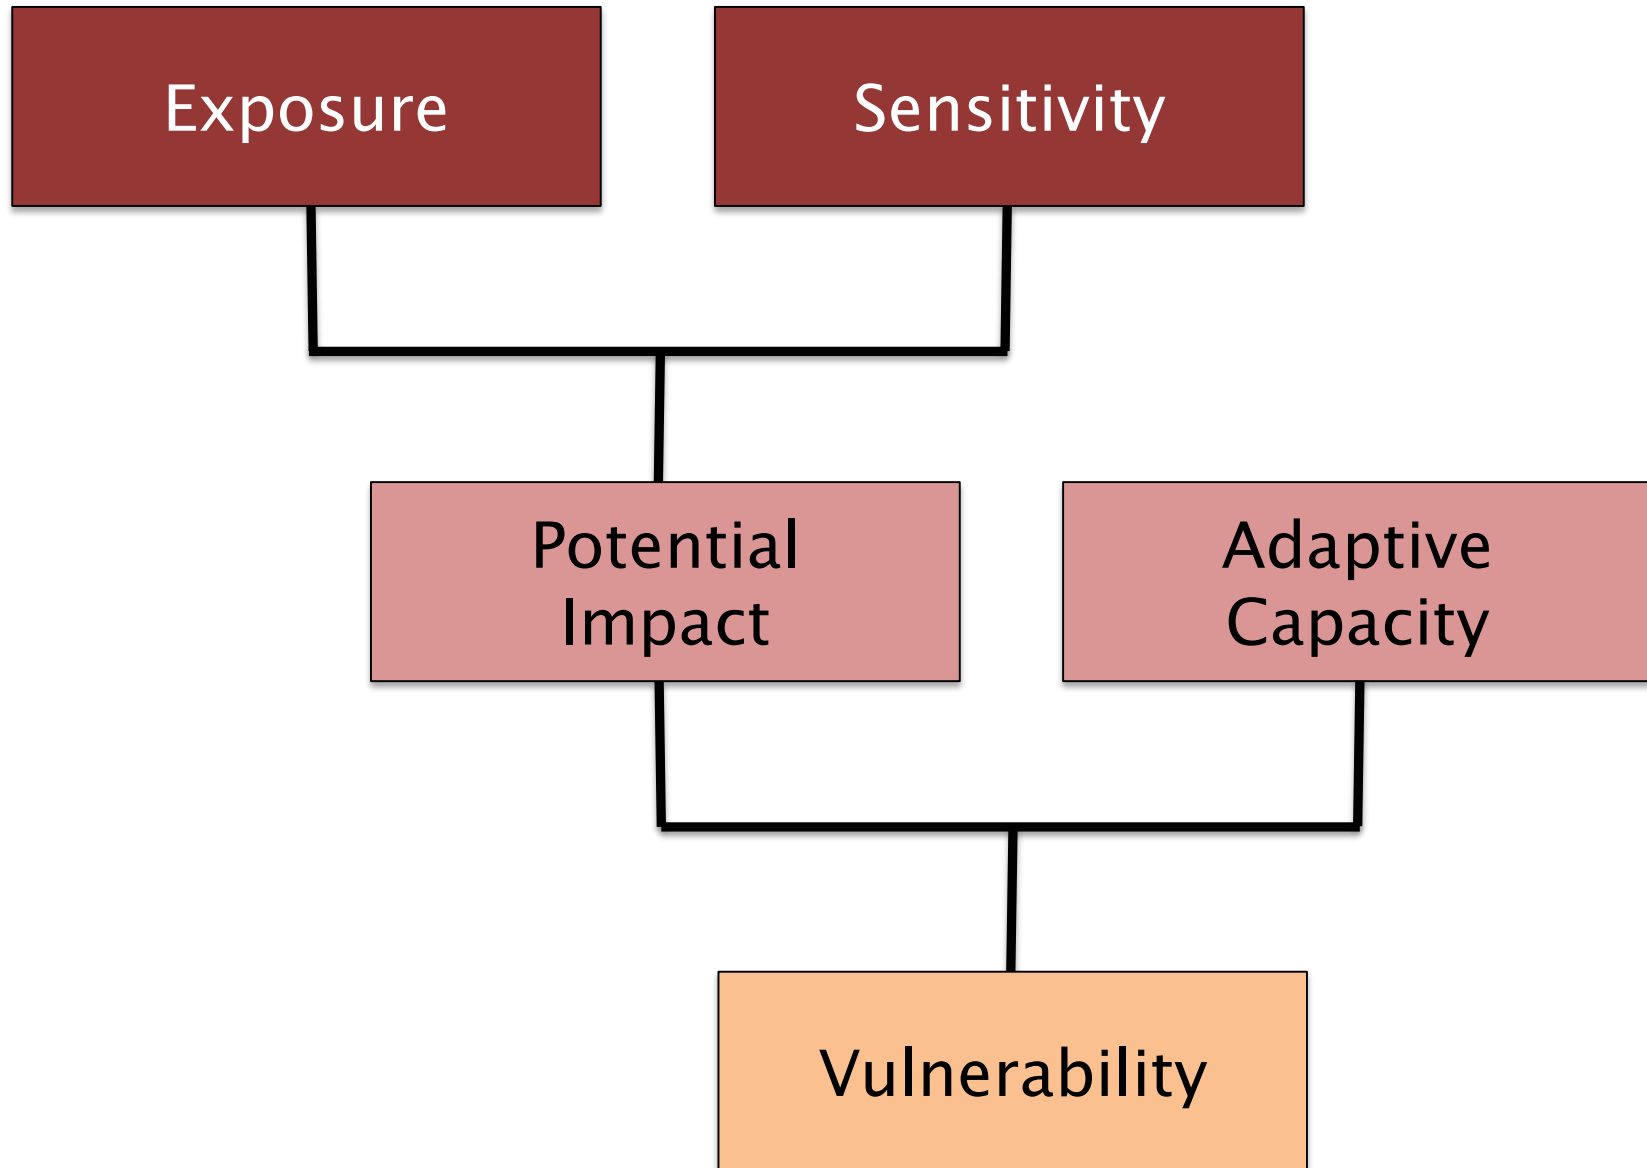 Exposure
Sensitivity
Potential
Impact
Adaptive
Capacity
Vulnerability